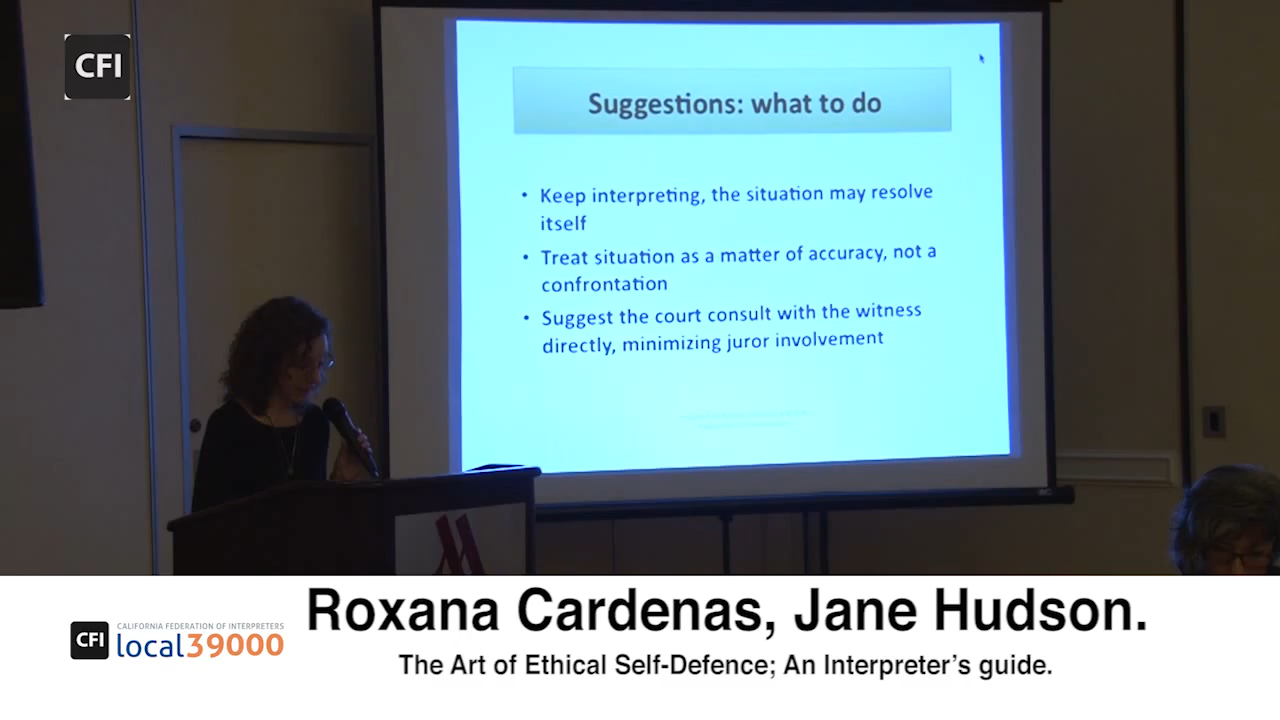 CFI
Suggestions: what to do
• Keep interpreting, the situation may resolve
itself
• Treat situation as a matter of accuracy, not a
confrontation
• Suggest the court consult with the witness
directly, minimizing juror involvement
Roxana Cardenas, Jane Hudson.
CFI
CALIFORNIA FEDERATION OF INTERPRETERS
local39000
The Art of Ethical Self-Defence; An Interpreter's guide.